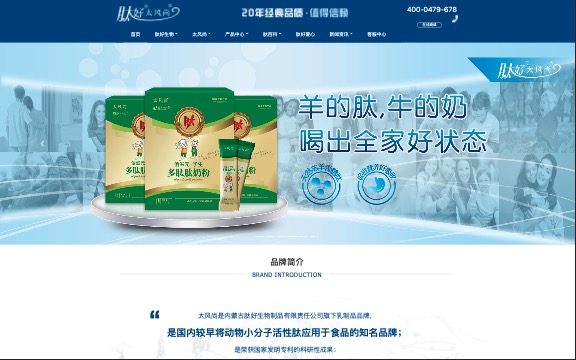 肽好 太风尚
20年经典品质·值得信赖
400-0479-678
首页 肽好生物 太风尚 产品中心 肽百科 肽好爱心 新闻资讯 客服中心
肽好 太风尚
羊的肽,牛的奶
喝出全家好状态
太风尚
肽
多肽肽奶粉
品牌简介
BRAND INTRODUCTION
太风尚是内蒙古肽好生物制品有限责任公司旗下乳制品品牌,
是国内较早将动物小分子活性肽应用于食品的知名品牌;
是荣获国家发明专利的科研性成果;